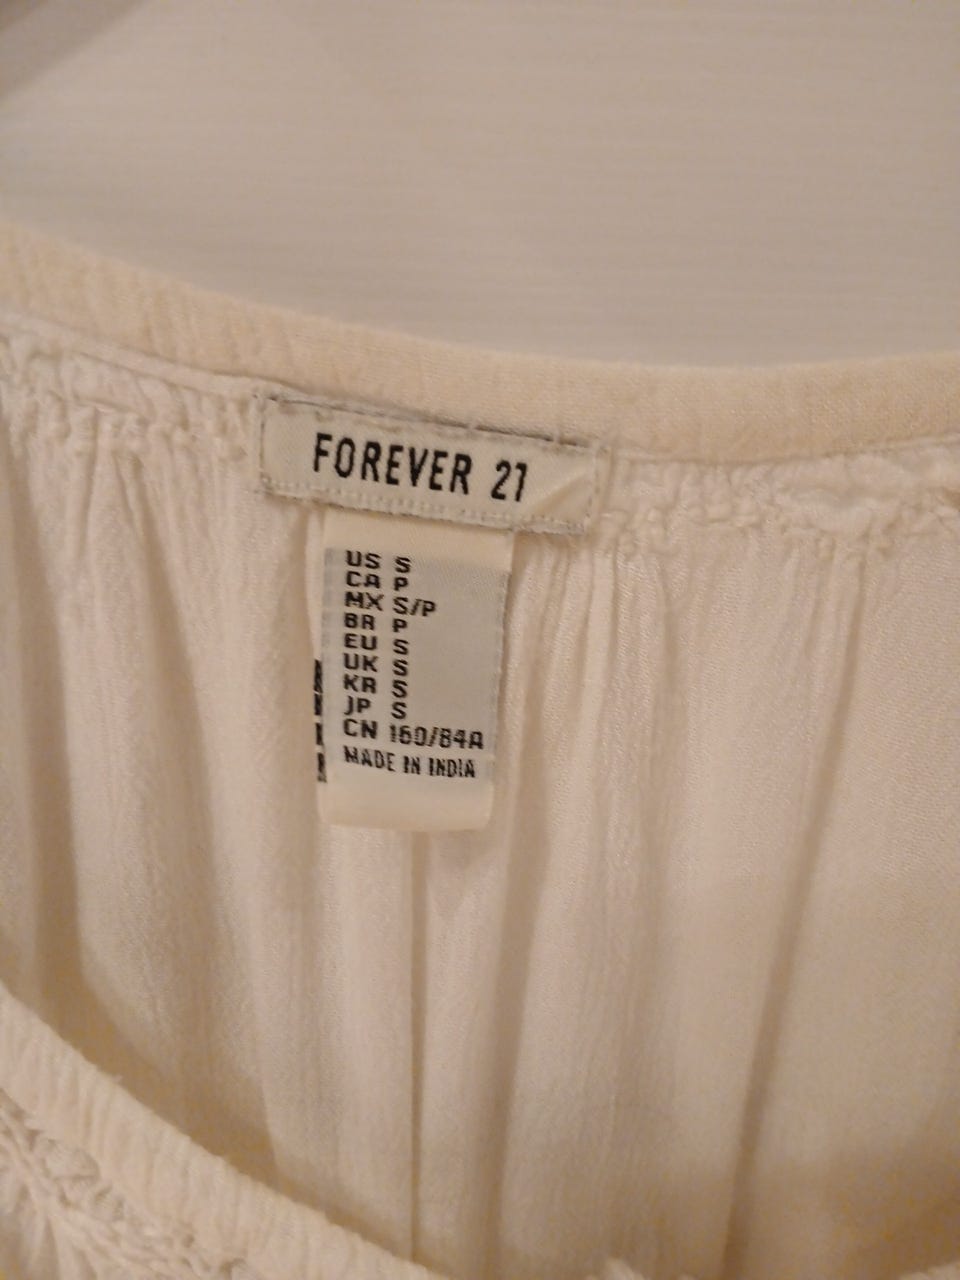 FOREVER 21
US S
CA P
MX S/P
BR P
EU S
UK S
KR S
JP S
CN 160/84A
MADE IN INDIA